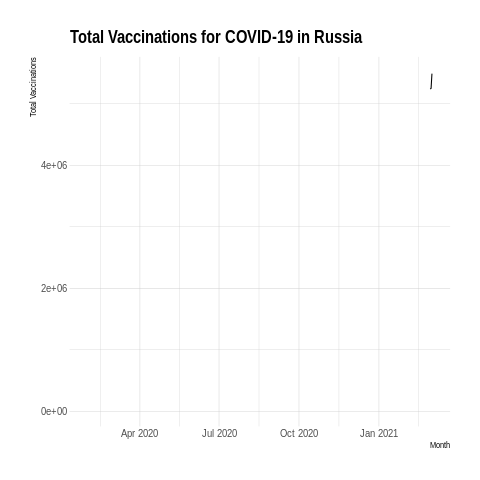 Total Vaccinations for COVID-19 in Russia
Total Vaccinations
4e+06
2e+06
0e+00
Apr 2020 Jul 2020 Oct 2020 Jan 2021
Month